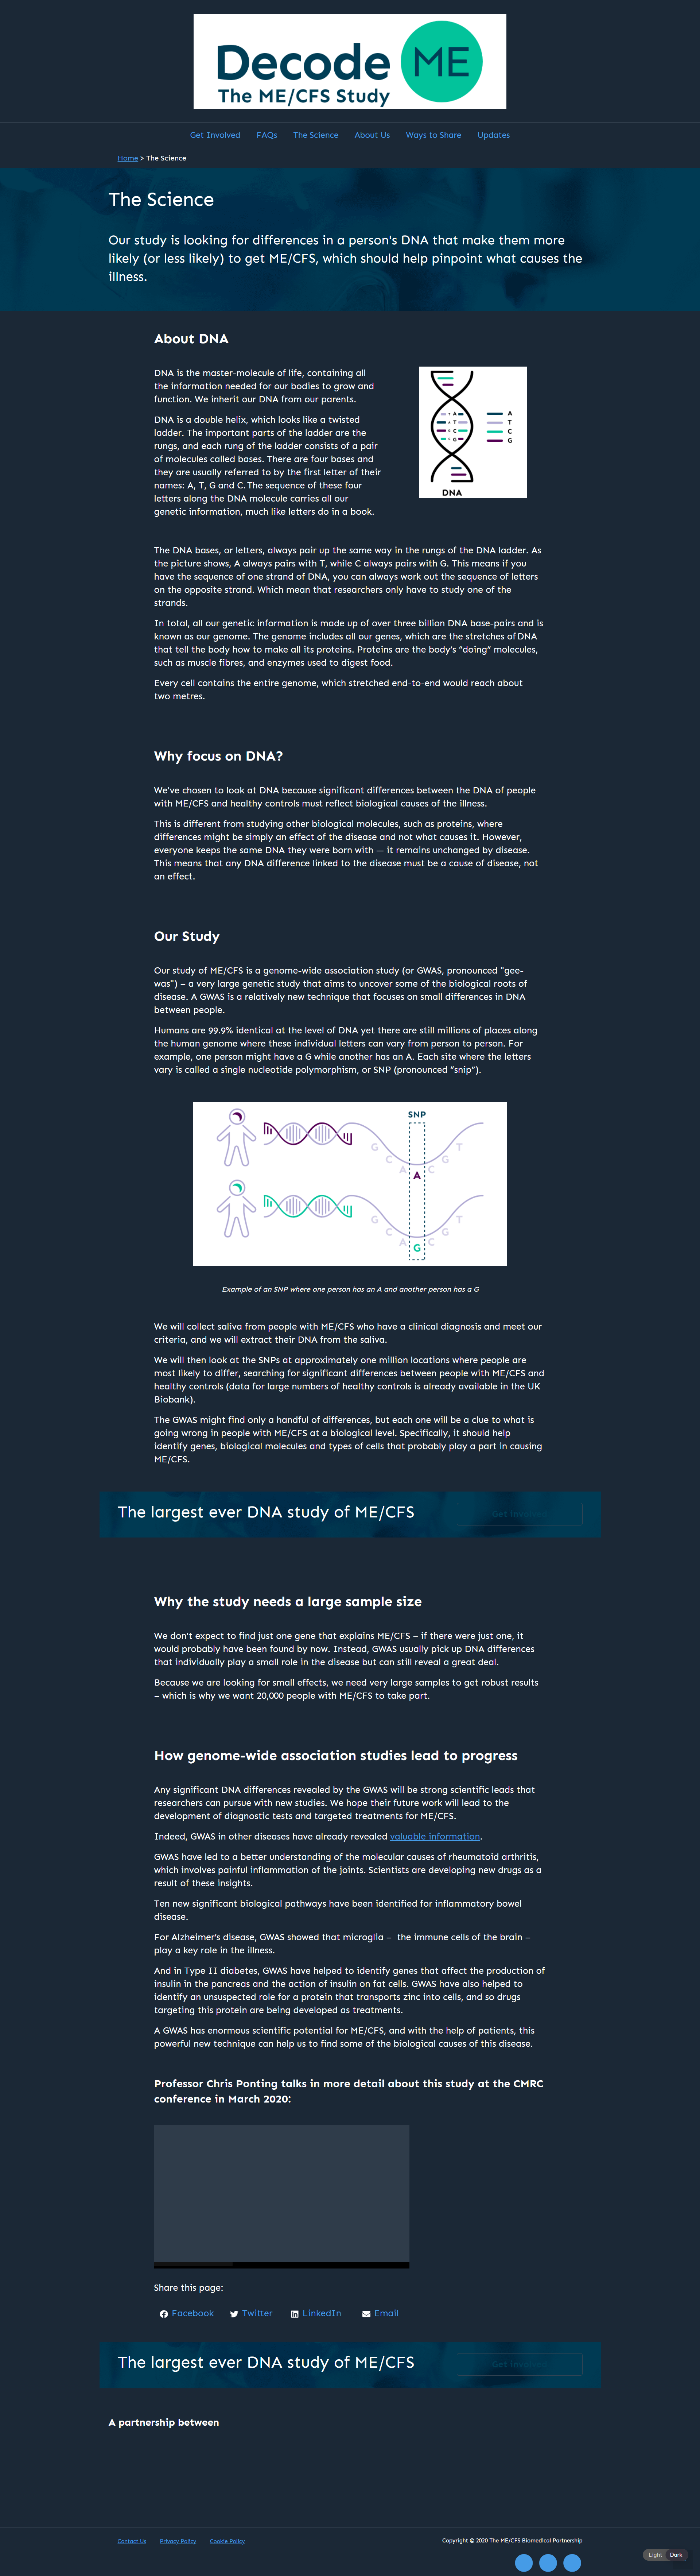 Decode ME
The ME/CFS Study
Get Involved FAQs The Science About Us Ways to Share Updates
Home > The Science
The Science
Our study is looking for differences in a person's DNA that make them more
likely (or less likely) to get ME/CFS, which should help pinpoint what causes the
illness.
About DNA
DNA is the master-molecule of life, containing all
the information needed for our bodies to grow and
function. We inherit our DNA from our parents.
DNA is a double helix, which looks like a twisted
ladder. The important parts of the ladder are the
rungs, and each rung of the ladder consists of a pair
of molecules called bases. There are four bases and
they are usually referred to by the first letter of their
names: A, T, G and C. The sequence of these four
letters along the DNA molecule carries all our
genetic information, much like letters do in a book.
A
T
C
G
A
T
C
G
DNA
The DNA bases, or letters, always pair up the same way in the rungs of the DNA ladder. As
the picture shows, A always pairs with T, while C always pairs with G. This means if you
have the sequence of one strand of DNA, you can always work out the sequence of letters
on the opposite strand. Which mean that researchers only have to study one of the
strands.
In total, all our genetic information is made up of over three billion DNA base-pairs and is
known as our genome. The genome includes all our genes, which are the stretches of DNA
that tell the body how to make all its proteins. Proteins are the body’s “doing” molecules,
such as muscle fibres, and enzymes used to digest food.
Every cell contains the entire genome, which stretched end-to-end would reach about
two metres.
Why focus on DNA?
We've chosen to look at DNA because significant differences between the DNA of people
with ME/CFS and healthy controls must reflect biological causes of the illness.
This is different from studying other biological molecules, such as proteins, where
differences might be simply an effect of the disease and not what causes it. However,
everyone keeps the same DNA they were born with — it remains unchanged by disease.
This means that any DNA difference linked to the disease must be a cause of disease, not
an effect.
Our Study
Our study of ME/CFS is a genome-wide association study (or GWAS, pronounced "gee-
was") – a very large genetic study that aims to uncover some of the biological roots of
disease. A GWAS is a relatively new technique that focuses on small differences in DNA
between people.
Humans are 99.9% identical at the level of DNA yet there are still millions of places along
the human genome where these individual letters can vary from person to person. For
example, one person might have a G while another has an A. Each site where the letters
vary is called a single nucleotide polymorphism, or SNP (pronounced “snip”).
SNP
G C A A C G T
G C A G C G T
Example of an SNP where one person has an A and another person has a G
We will collect saliva from people with ME/CFS who have a clinical diagnosis and meet our
criteria, and we will extract their DNA from the saliva.
We will then look at the SNPs at approximately one million locations where people are
most likely to differ, searching for significant differences between people with ME/CFS and
healthy controls (data for large numbers of healthy controls is already available in the UK
Biobank).
The GWAS might find only a handful of differences, but each one will be a clue to what is
going wrong in people with ME/CFS at a biological level. Specifically, it should help
identify genes, biological molecules and types of cells that probably play a part in causing
ME/CFS.
The largest ever DNA study of ME/CFS
Get Involved
Why the study needs a large sample size
We don't expect to find just one gene that explains ME/CFS – if there were just one, it
would probably have been found by now. Instead, GWAS usually pick up DNA differences
that individually play a small role in the disease but can still reveal a great deal.
Because we are looking for small effects, we need very large samples to get robust results
– which is why we want 20,000 people with ME/CFS to take part.
How genome-wide association studies lead to progress
Any significant DNA differences revealed by the GWAS will be strong scientific leads that
researchers can pursue with new studies. We hope their future work will lead to the
development of diagnostic tests and targeted treatments for ME/CFS.
Indeed, GWAS in other diseases have already revealed valuable information.
GWAS have led to a better understanding of the molecular causes of rheumatoid arthritis,
which involves painful inflammation of the joints. Scientists are developing new drugs as a
result of these insights.
Ten new significant biological pathways have been identified for inflammatory bowel
disease.
For Alzheimer’s disease, GWAS showed that microglia – the immune cells of the brain –
play a key role in the illness.
And in Type II diabetes, GWAS have helped to identify genes that affect the production of
insulin in the pancreas and the action of insulin on fat cells. GWAS have also helped to
identify an unsuspected role for a protein that transports zinc into cells, and so drugs
targeting this protein are being developed as treatments.
A GWAS has enormous scientific potential for ME/CFS, and with the help of patients, this
powerful new technique can help us to find some of the biological causes of this disease.
Professor Chris Ponting talks in more detail about this study at the CMRC
conference in March 2020:
Share this page:
Facebook Twitter LinkedIn Email
The largest ever DNA study of ME/CFS
Get Involved
A partnership between
Contact Us Privacy Policy Cookie Policy
Copyright © 2020 The ME/CFS Biomedical Partnership
Light Dark